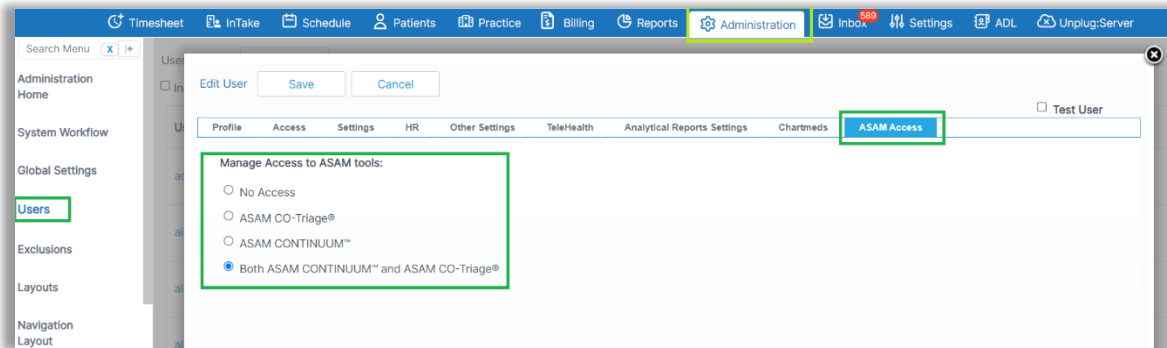 Timesheet InTake Schedule Patients Practice Billing Reports Administration Inbox 589 Settings ADL Unplug:Server
Search Menu X
User
Administration
Home
In
Edit User Save Cancel
Test User
System Workflow
Profile Access Settings HR Other Settings TeleHealth Analytical Reports Settings Chartmeds ASAM Access
Manage Access to ASAM tools:
Global Settings
No Access
Users
ASAM CO-Triage®
ASAM CONTINUUM™
Exclusions
Both ASAM CONTINUUM™ and ASAM CO-Triage®
Layouts
Navigation
Layout